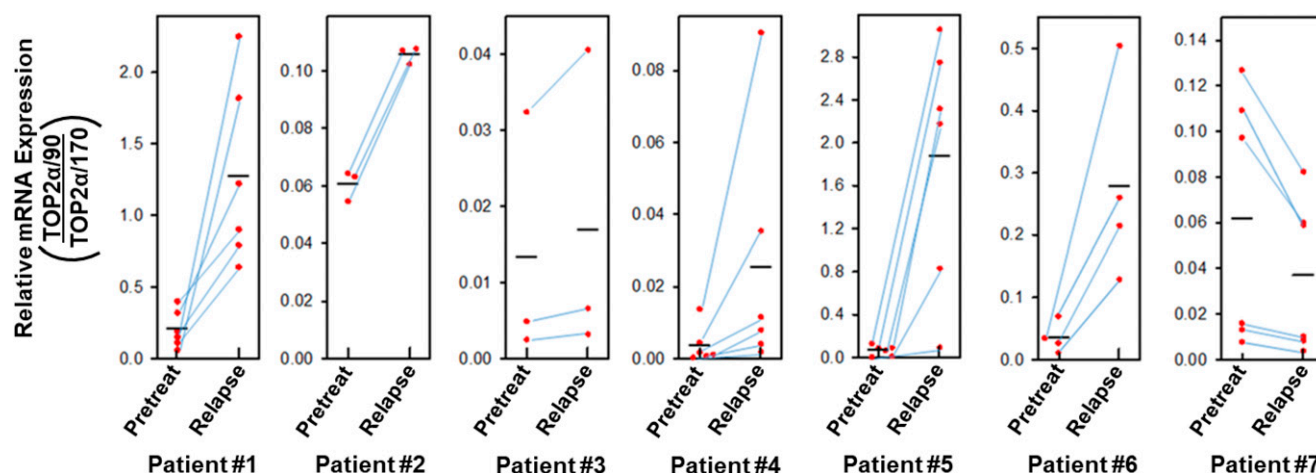 Relative mRNA Expression
(TOP2α/90
TOP2α/170)
2.0
1.5
1.0
0.5
0.0
Pretreat
Relapse
Patient #1
0.10
0.08
0.06
0.04
0.02
0.00
Pretreat
Relapse
Patient #2
0.04
0.03
0.02
0.01
0.00
Pretreat
Relapse
Patient #3
0.08
0.06
0.04
0.02
0.00
Pretreat
Relapse
Patient #4
2.8
2.4
2.0
1.6
1.2
0.8
0.4
0.0
Pretreat
Relapse
Patient #5
0.5
0.4
0.3
0.2
0.1
0.0
Pretreat
Relapse
Patient #6
0.14
0.12
0.10
0.08
0.06
0.04
0.02
0.00
Pretreat
Relapse
Patient #7